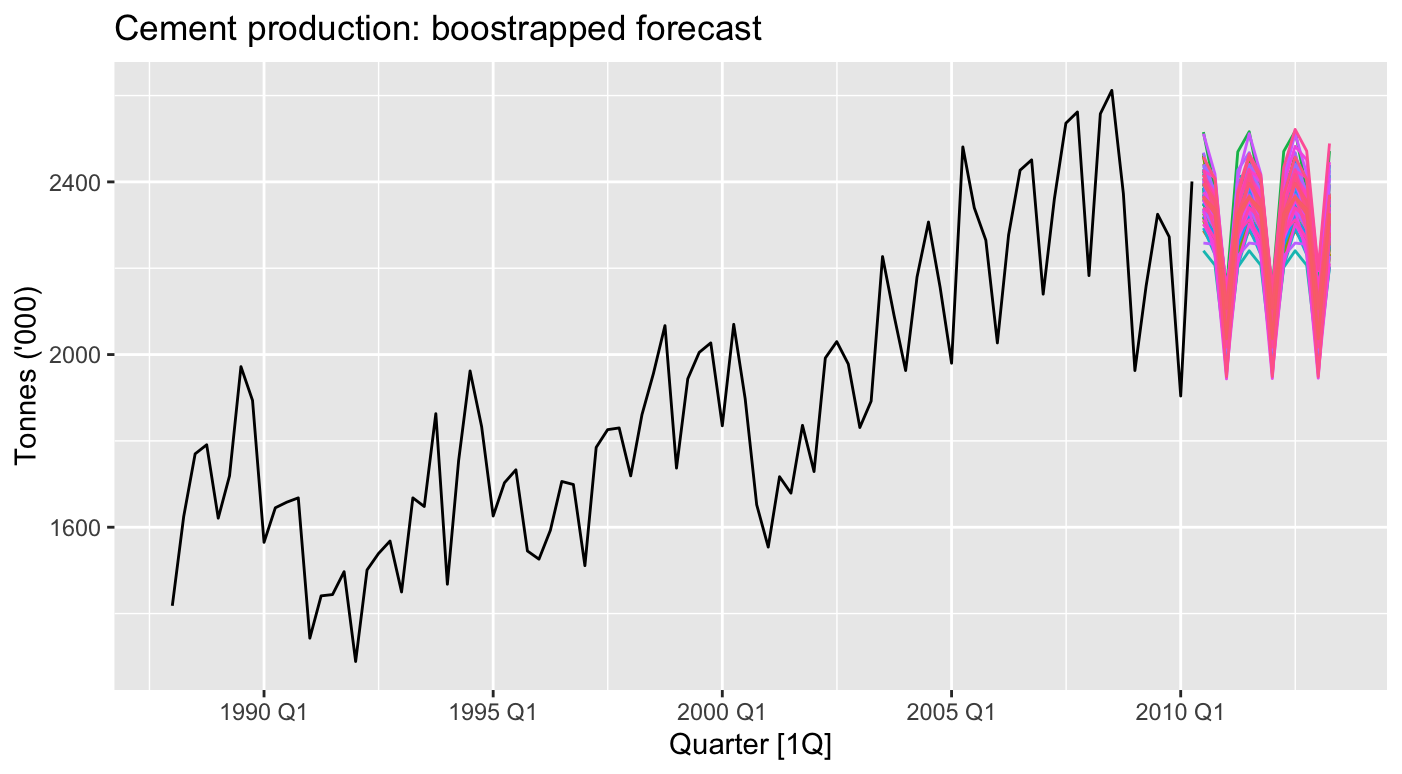 Cement production: boostrapped forecast
Tonnes ('000)
2400
2000
1600
1990 Q1
1995 Q1
2000 Q1
2005 Q1
2010 Q1
Quarter [1Q]